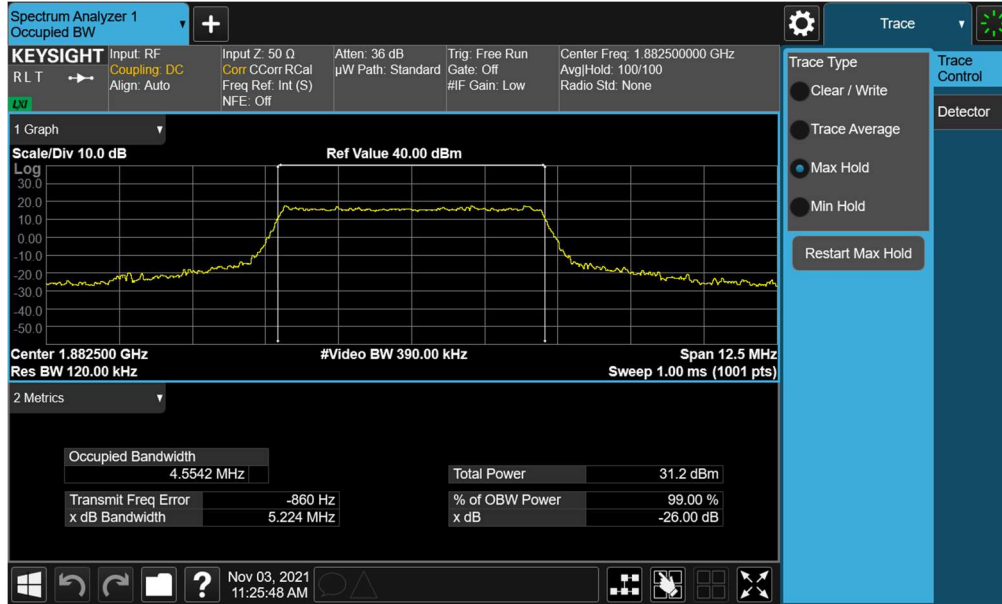 Spectrum Analyzer 1
Occupied BW
+
Trace
KEYSIGHT
RLT
LXI
Input: RF
Coupling: DC
Align: Auto
Input Z: 50 Ω
Corr CCorr RCal
Freq Ref: Int (S)
NFE: Off
Atten: 36 dB
µW Path: Standard
Trig: Free Run
Gate: Off
#IF Gain: Low
Center Freq: 1.882500000 GHz
Avg|Hold: 100/100
Radio Std: None
1 Graph
Scale/Div 10.0 dB
Ref Value 40.00 dBm
Log
30.0
20.0
10.0
0.00
-10.0
-20.0
-30.0
-40.0
-50.0
Center 1.882500 GHz
#Video BW 390.00 kHz
Span 12.5 MHz
Res BW 120.00 kHz
Sweep 1.00 ms (1001 pts)
2 Metrics
Occupied Bandwidth
4.5542 MHz
Total Power 31.2 dBm
Transmit Freq Error -860 Hz
% of OBW Power 99.00 %
x dB Bandwidth 5.224 MHz
x dB -26.00 dB
Trace Type
Clear / Write
Trace Average
Max Hold
Min Hold
Restart Max Hold
Trace
Control
Detector
?
Nov 03, 2021
11:25:48 AM